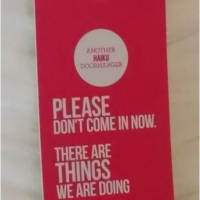 ANOTHER
HAIKU
DOORHANGER
PLEASE
DON'T COME IN NOW.
THERE ARE
THINGS
WE ARE DOING